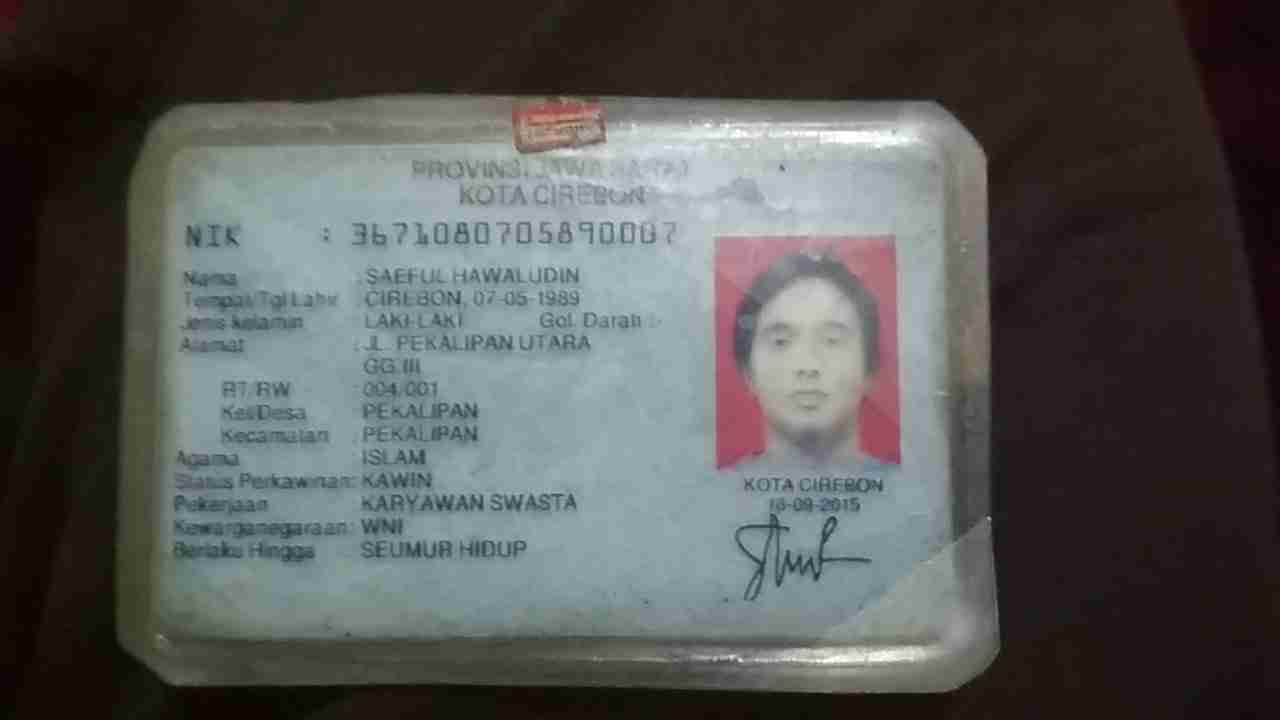 PROVINSI JAWA BARAT
KOTA CIREBON
NIK : 3671080705890007
Nama : SAEFUL HAWALUDIN
Tempat/Tgl Lahir : CIREBON, 07-05-1989
Jenis kelamin : LAKI-LAKI Gol. Darah : -
Alamat : JL. PEKALIPAN UTARA
GG III
RT/RW : 004/001
Kel/Desa : PEKALIPAN
Kecamatan : PEKALIPAN
Agama : ISLAM
Status Perkawinan: KAWIN
Pekerjaan : KARYAWAN SWASTA
Kewarganegaraan: WNI
Berlaku Hingga : SEUMUR HIDUP
KOTA CIREBON
18-09-2015